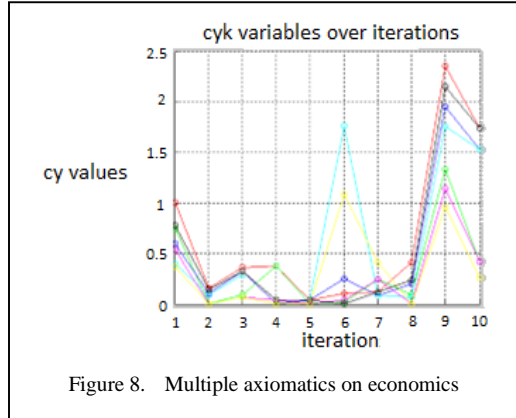 cyk variables over iterations
2.5
2
1.5
cy values
1
0.5
0
1 2 3 4 5 6 7 8 9 10
iteration
Figure 8. Multiple axiomatics on economics